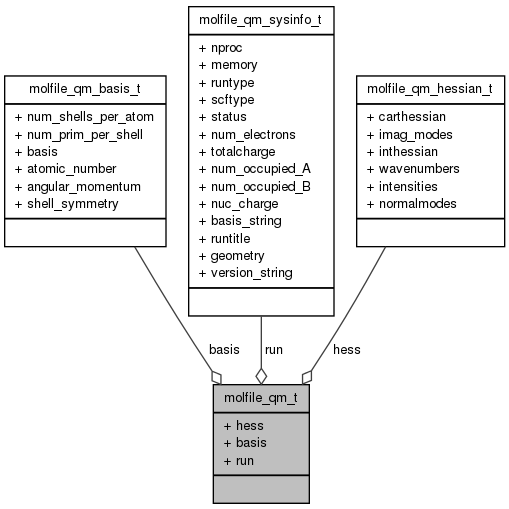 molfile_qm_sysinfo_t
+ nproc
+ memory
+ runtype
+ scftype
+ status
+ num_electrons
+ totalcharge
+ num_occupied_A
+ num_occupied_B
+ nuc_charge
+ basis_string
+ runtitle
+ geometry
+ version_string
molfile_qm_basis_t
+ num_shells_per_atom
+ num_prim_per_shell
+ basis
+ atomic_number
+ angular_momentum
+ shell_symmetry
molfile_qm_hessian_t
+ carthessian
+ imag_modes
+ inthessian
+ wavenumbers
+ intensities
+ normalmodes
basis
run
hess
molfile_qm_t
+ hess
+ basis
+ run